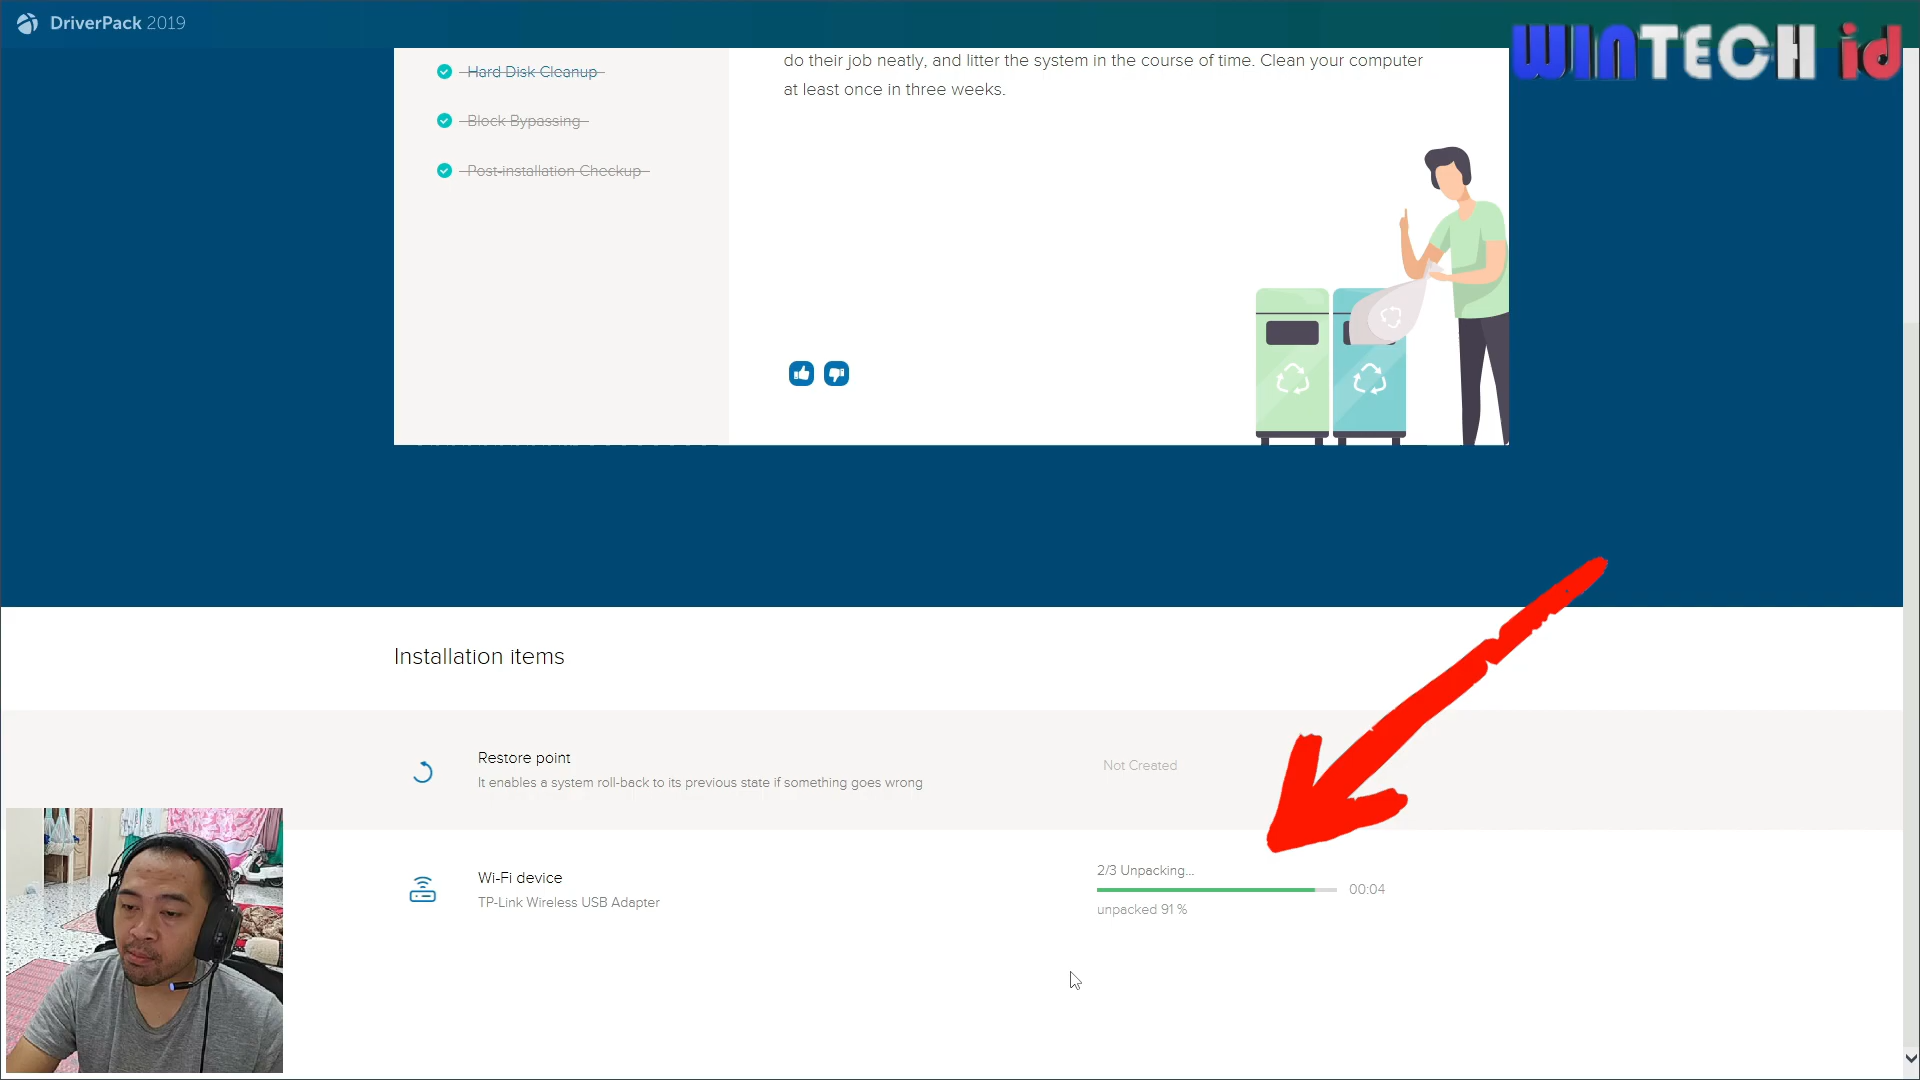 DriverPack 2019
WINTECH id
Hard Disk Cleanup
Block Bypassing
Post-installation Checkup
do their job neatly, and litter the system in the course of time. Clean your computer
at least once in three weeks.
Installation items
Restore point
It enables a system roll-back to its previous state if something goes wrong
Not Created
Wi-Fi device
TP-Link Wireless USB Adapter
2/3 Unpacking...
00:04
unpacked 91 %